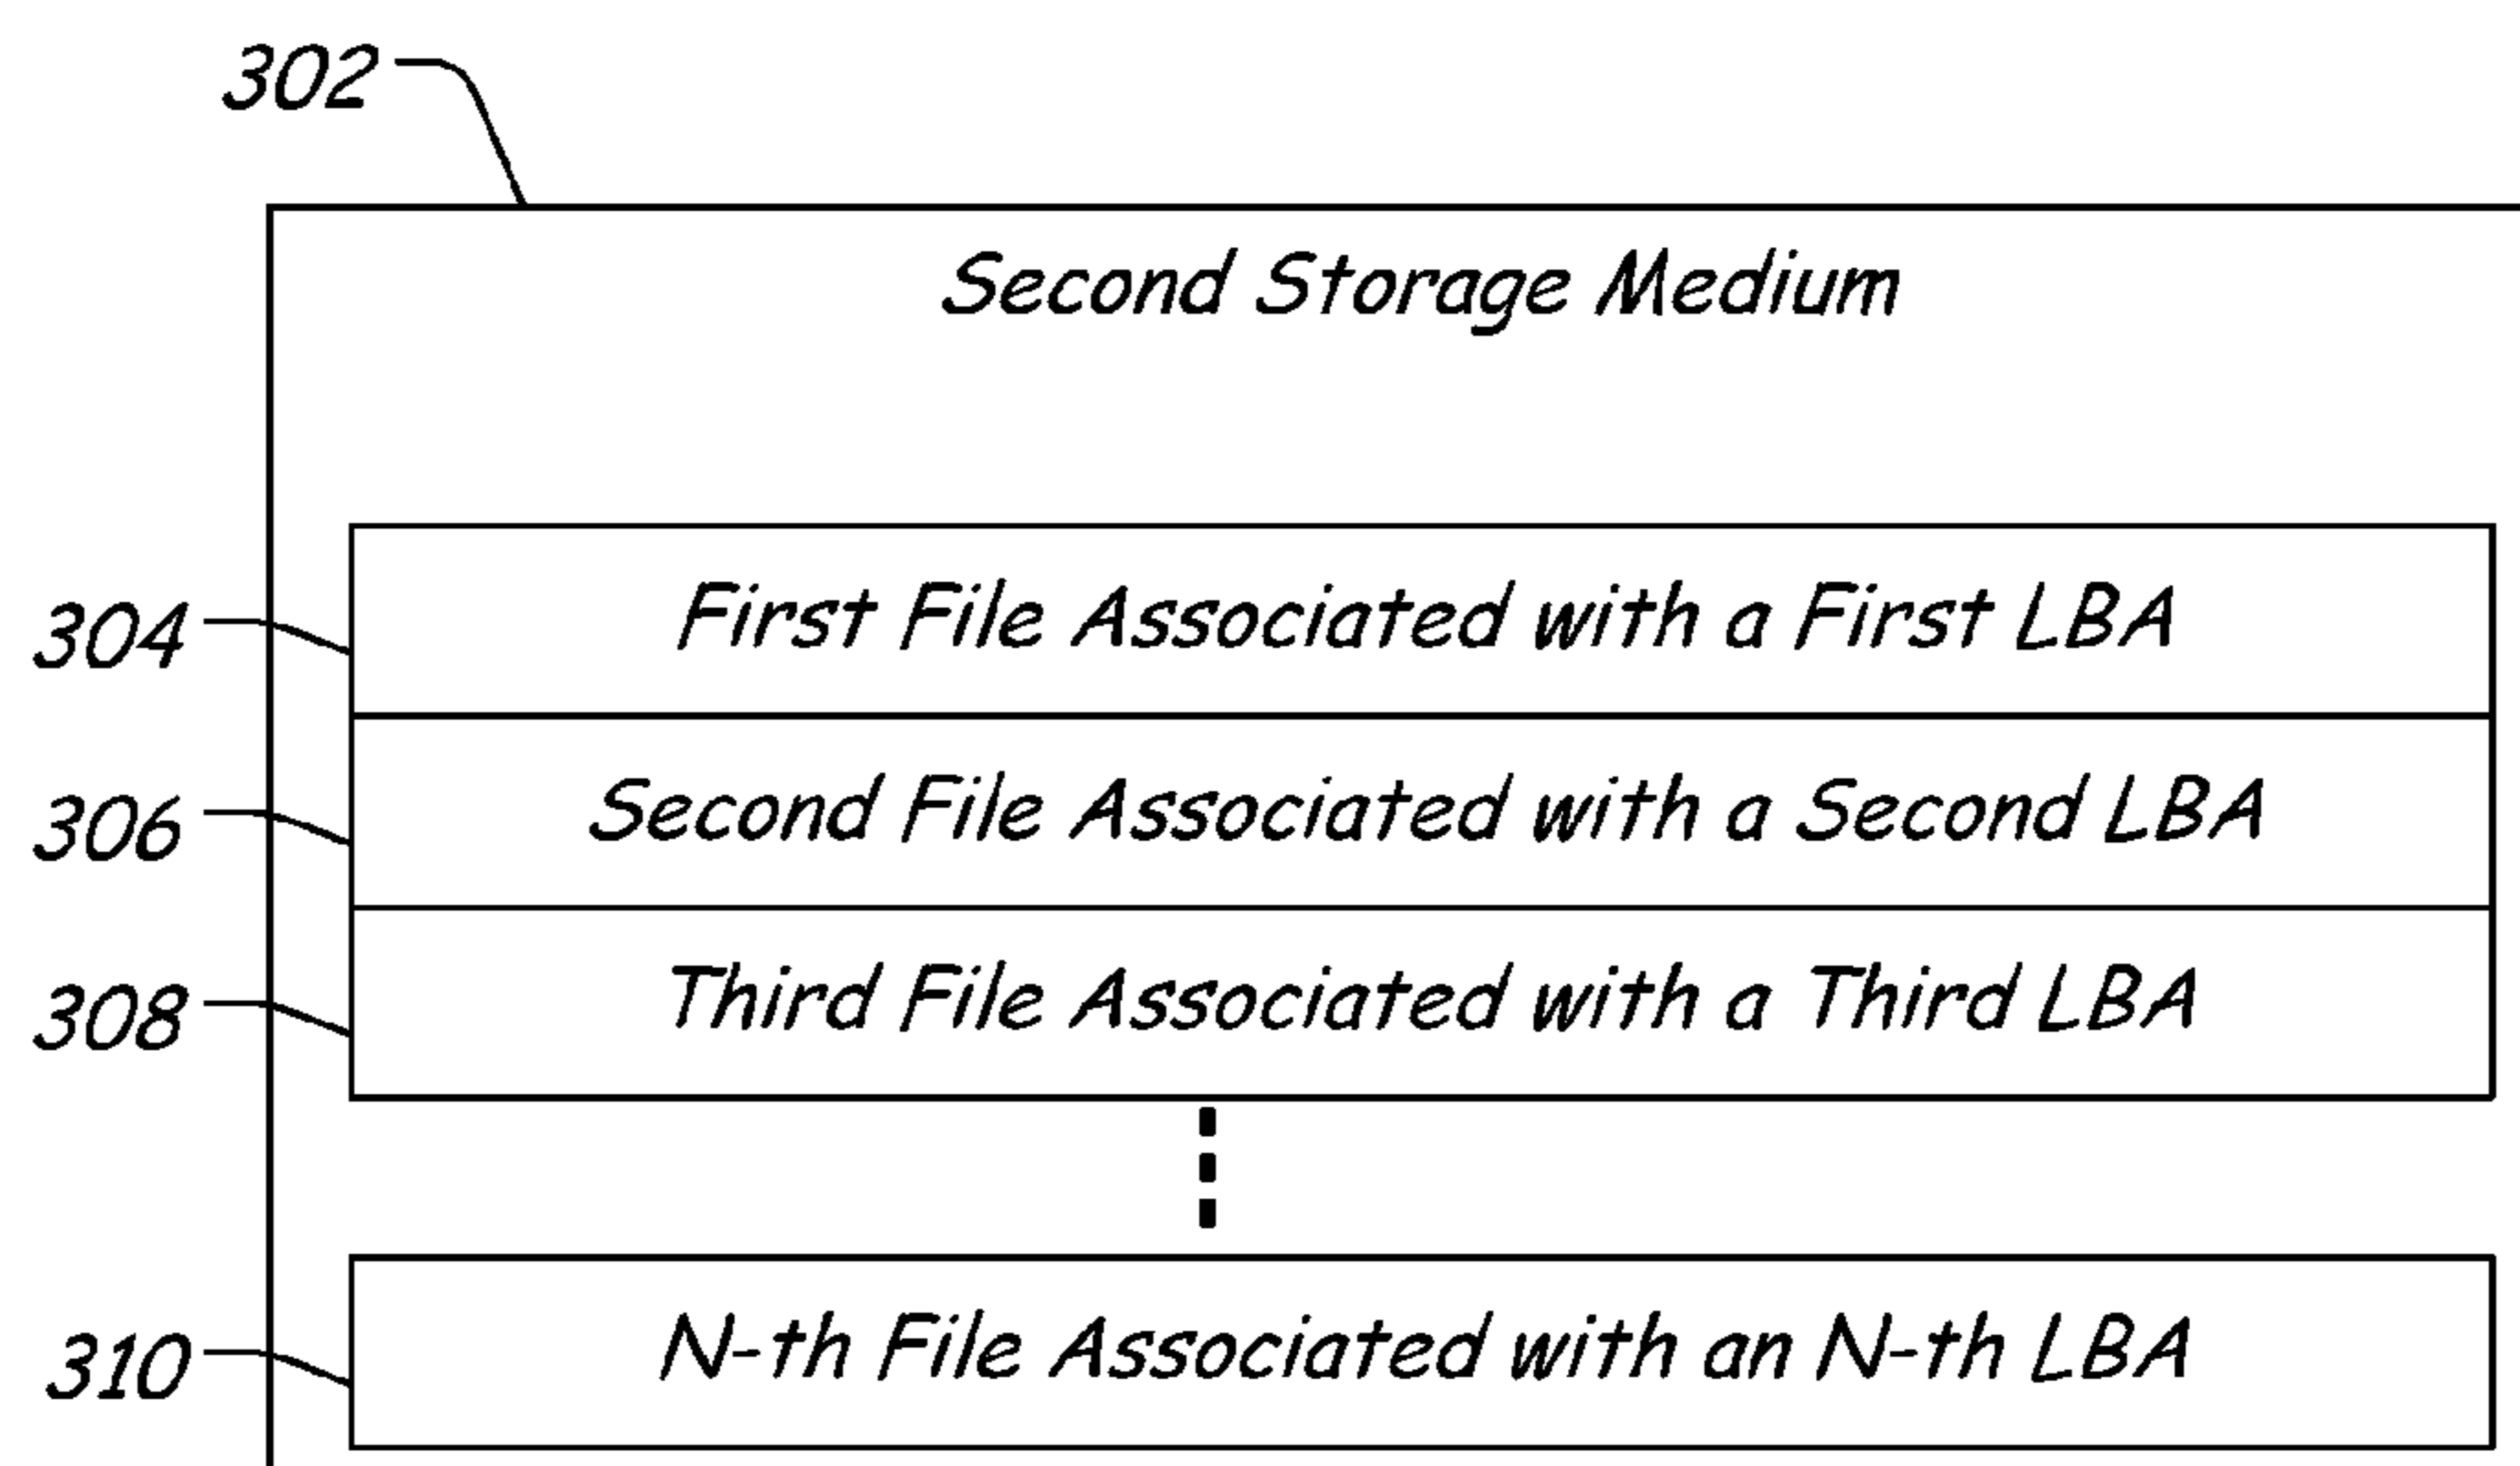 302
Second Storage Medium
304 First File Associated with a First LBA
306 Second File Associated with a Second LBA
308 Third File Associated with a Third LBA
310 N-th File Associated with an N-th LBA